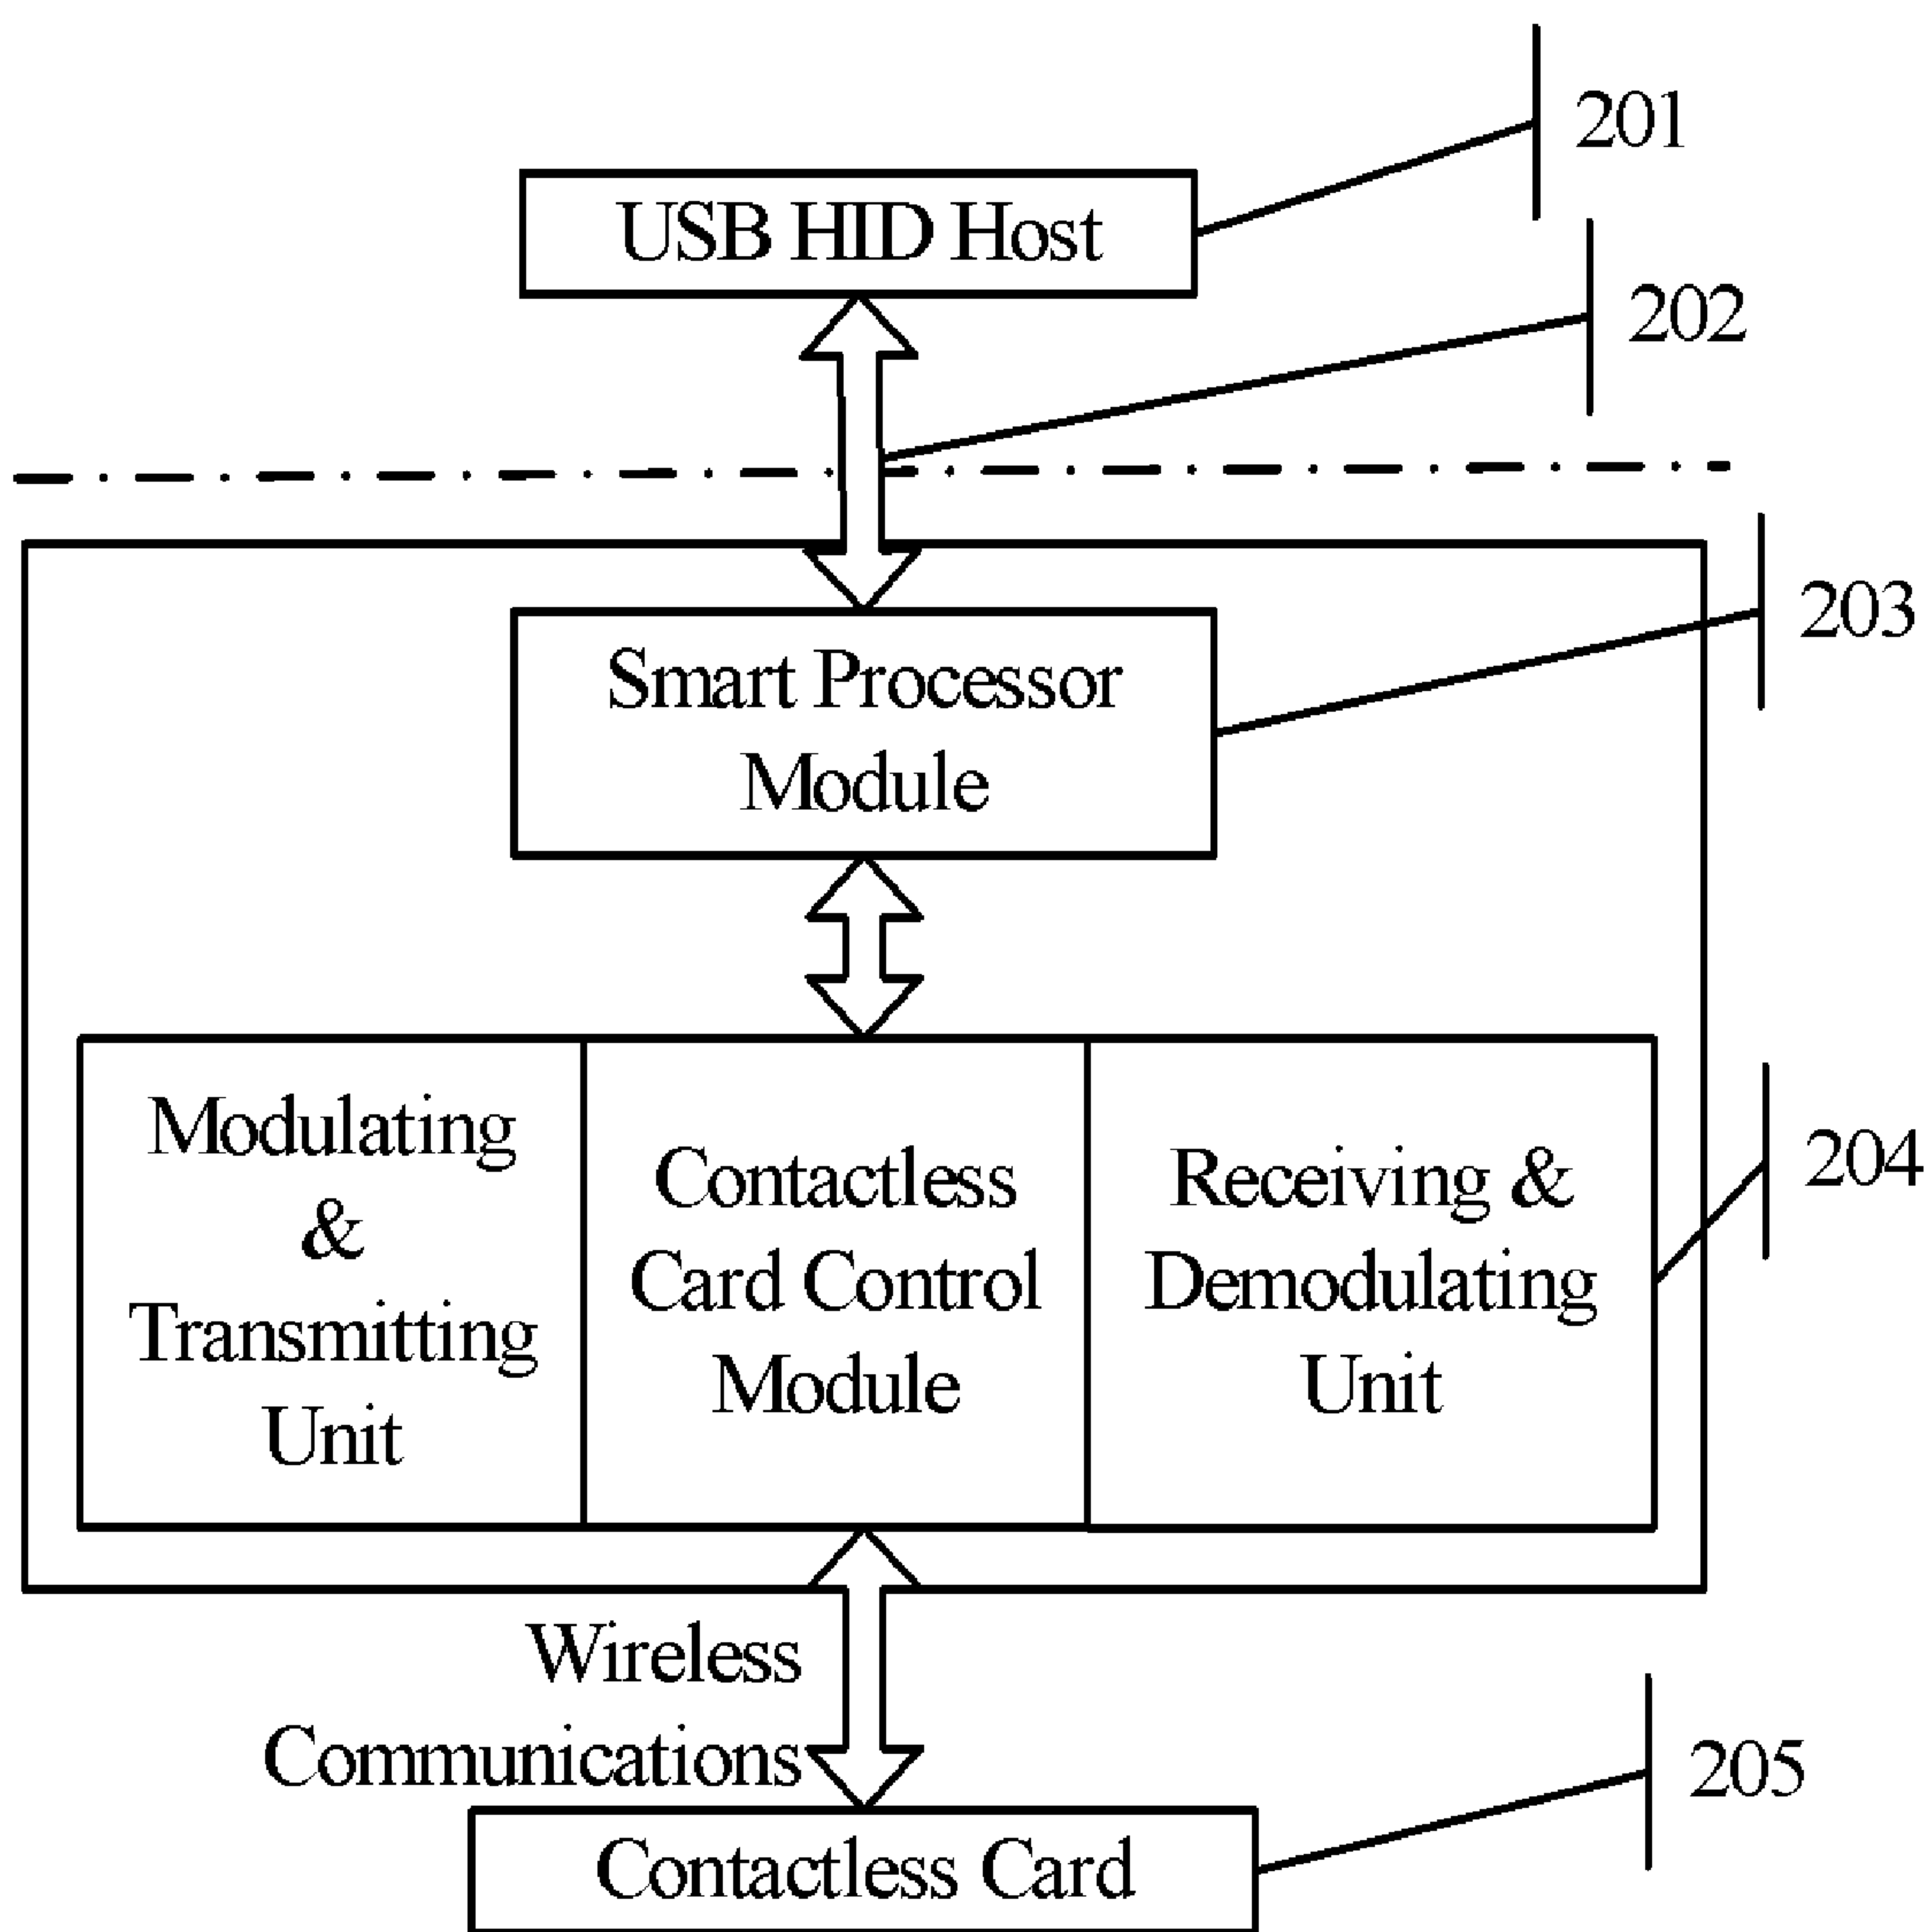 201
USB HID Host
202
203
Smart Processor
Module
Modulating
&
Transmitting
Unit
Contactless
Card Control
Module
Receiving &
Demodulating
Unit
204
Wireless
Communications
205
Contactless Card